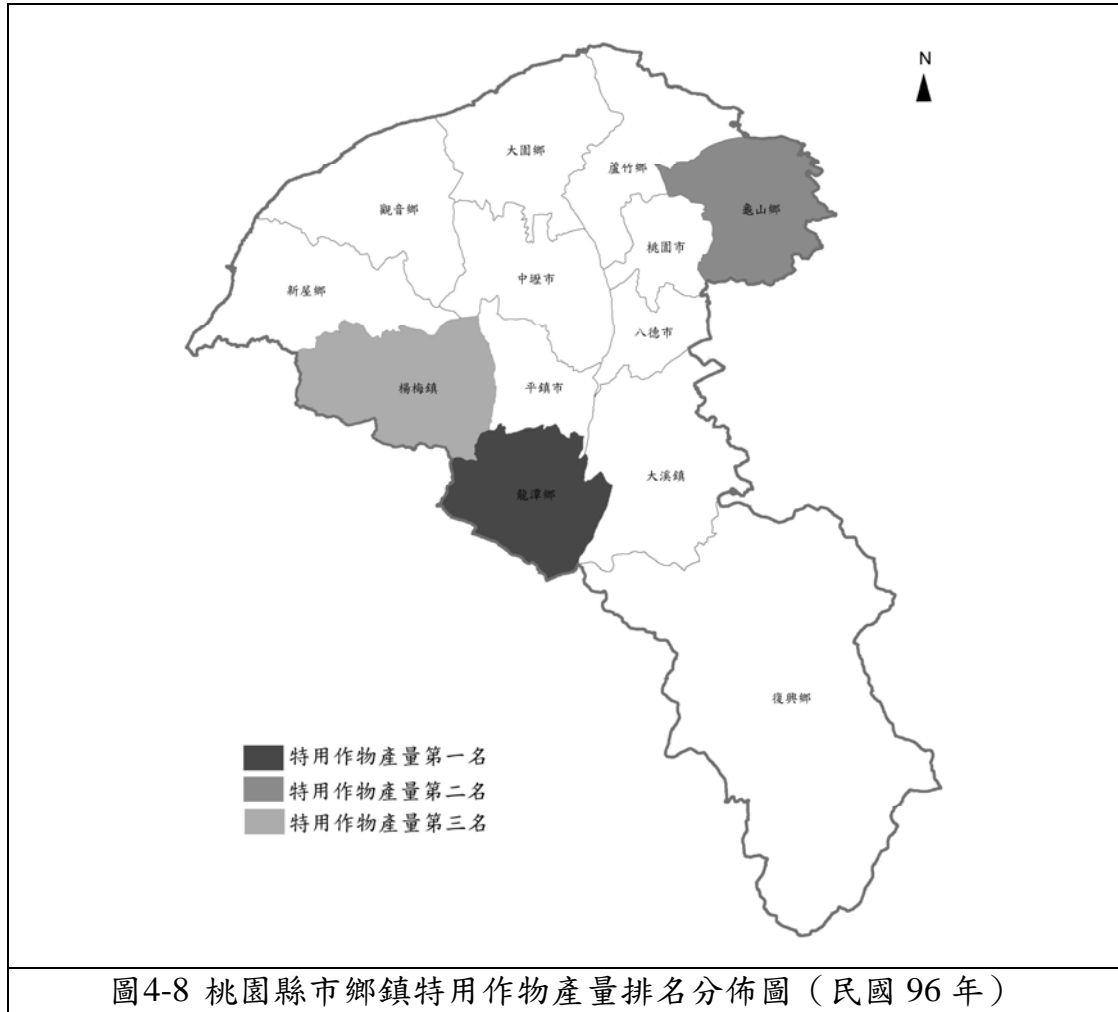 N
大園鄉
蘆竹鄉
觀音鄉
龜山鄉
桃園市
中壢市
新屋鄉
八德市
楊梅鎮
平鎮市
大溪鎮
龍潭鄉
復興鄉
特用作物產量第一名
特用作物產量第二名
特用作物產量第三名
圖4-8 桃園縣市鄉鎮特用作物產量排名分佈圖（民國 96 年）